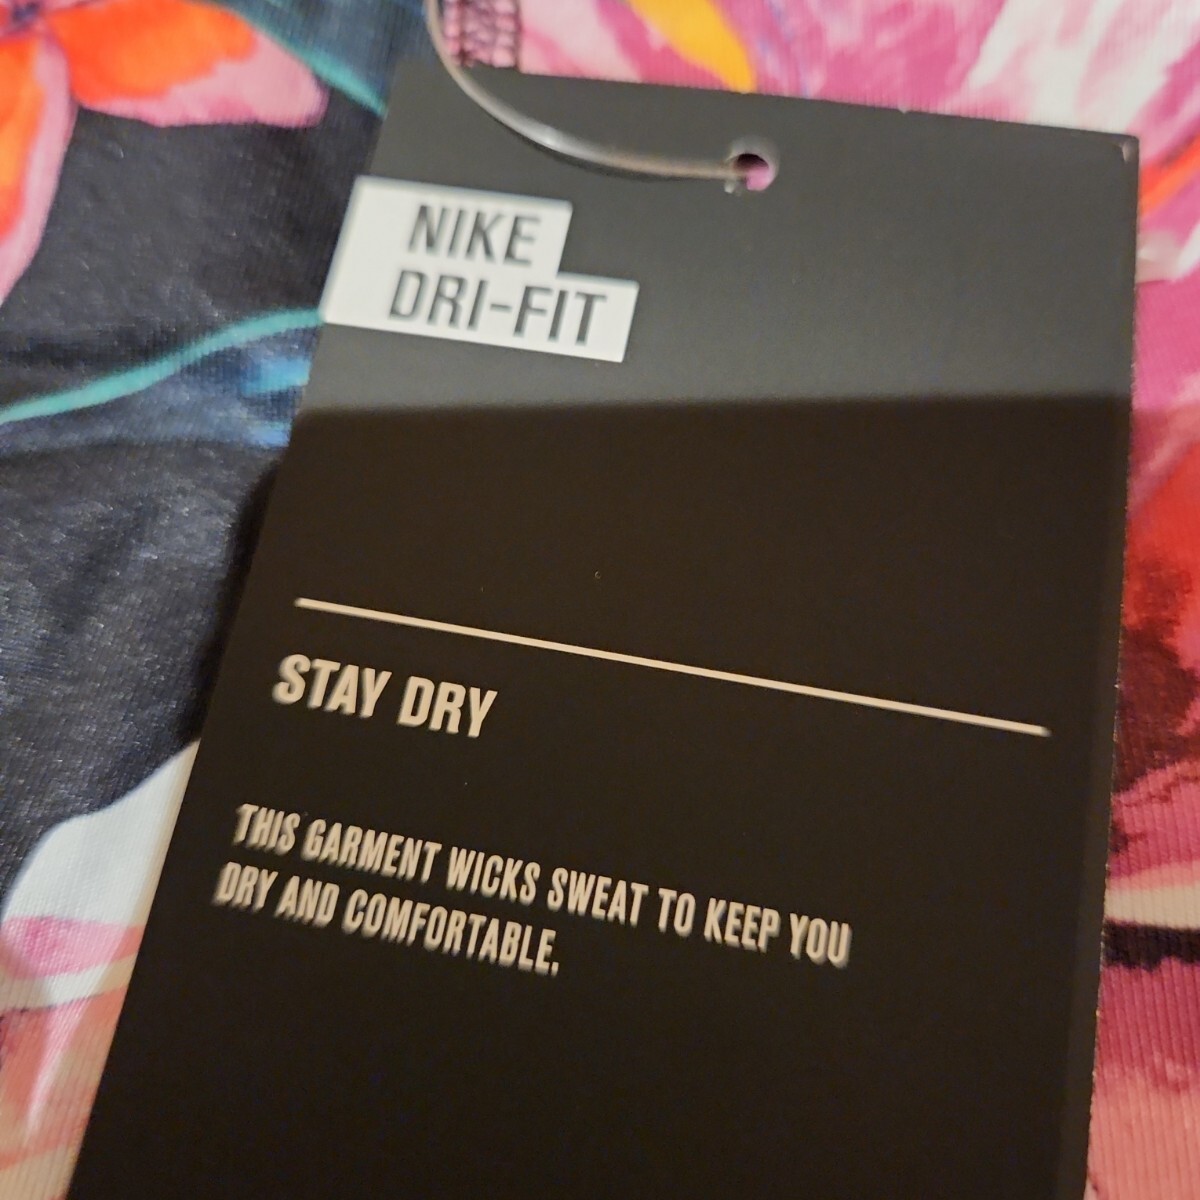 NIKE
DRI-FIT
STAY DRY
THIS GARMENT WICKS SWEAT TO KEEP YOU
DRY AND COMFORTABLE.